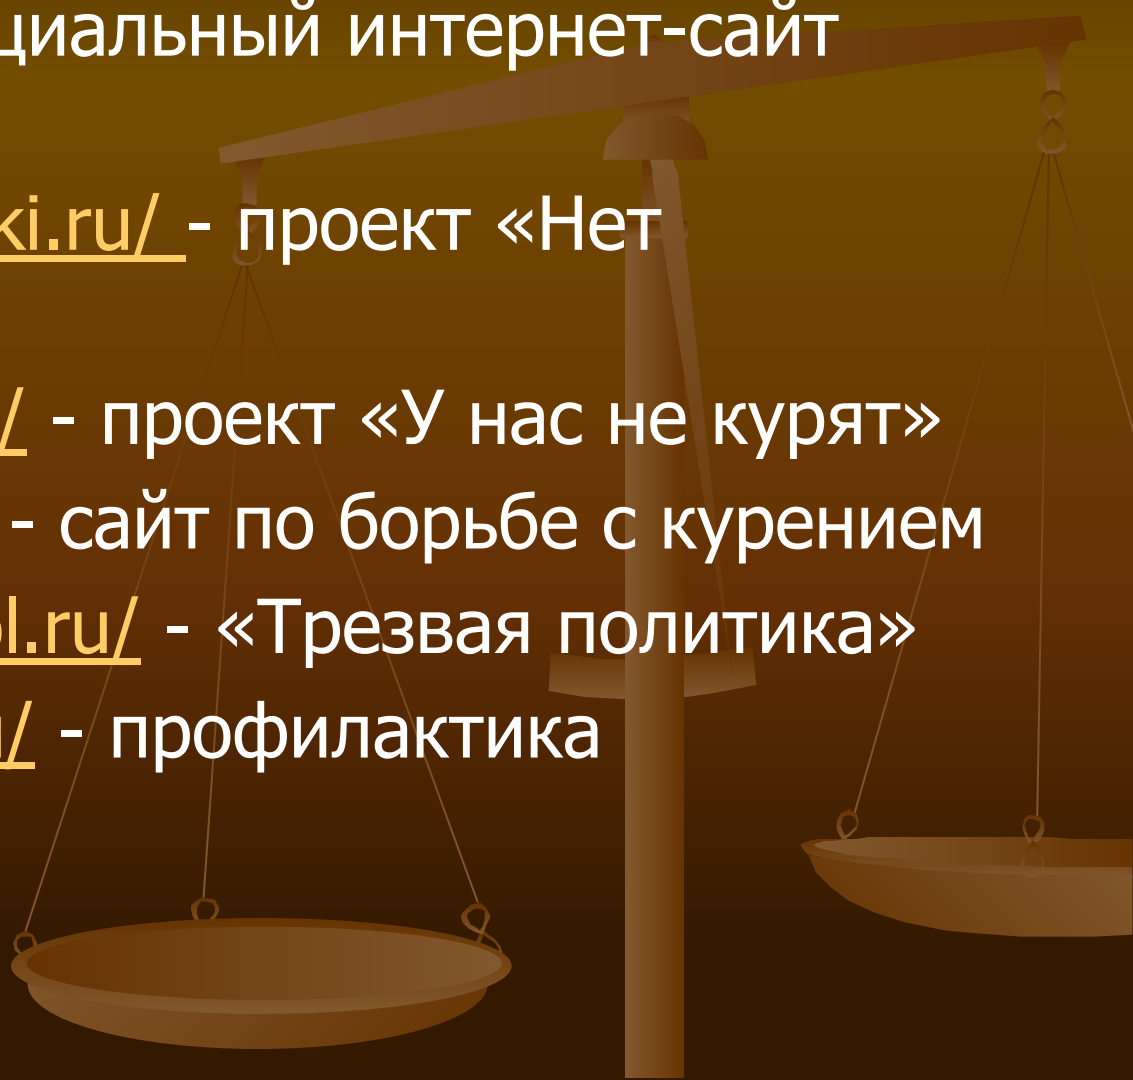 циальный интернет-сайт
ki.ru/ - проект «Нет
/ - проект «У нас не курят»
- сайт по борьбе с курением
l.ru/ - «Трезвая политика»
/ - профилактика